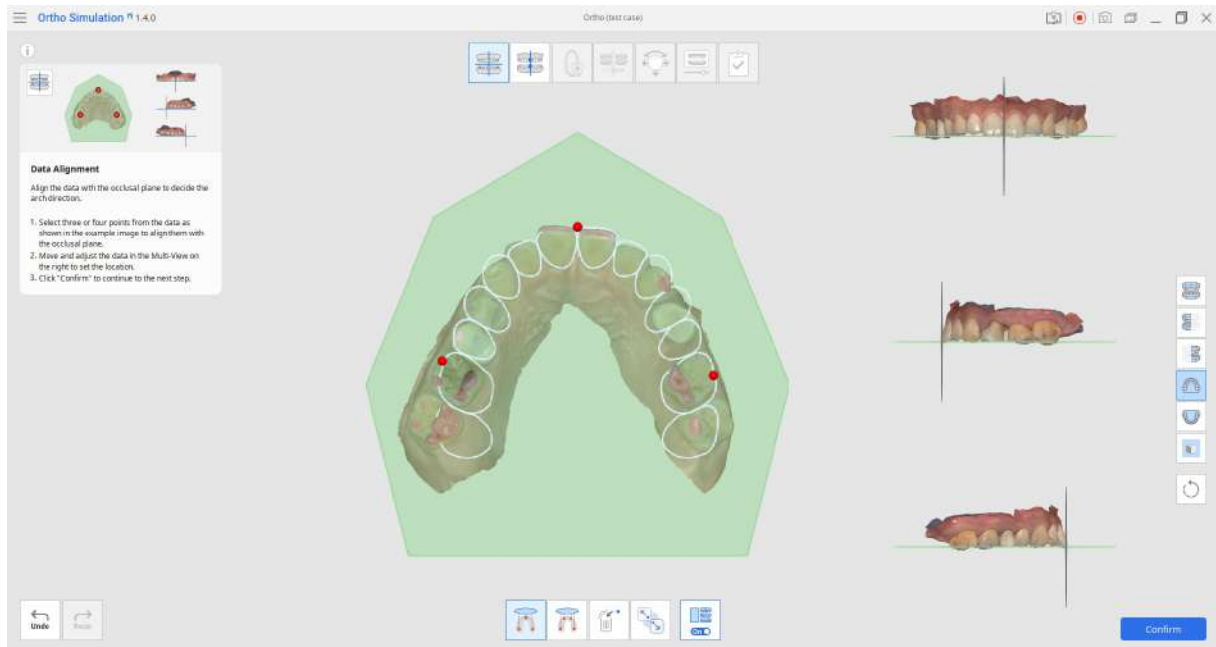 Ortho Simulation 1.4.0
Ortho (test case)
Data Alignment
Align the data with the occlusal plane to decide the
arch direction.
1. Select three or four points from the data as
shown in the example image to align them with
the occlusal plane.
2. Move and adjust the data in the Multi-View on
the right to set the location.
3. Click "Confirm" to continue to the next step.
Undo
Redo
On
Confirm